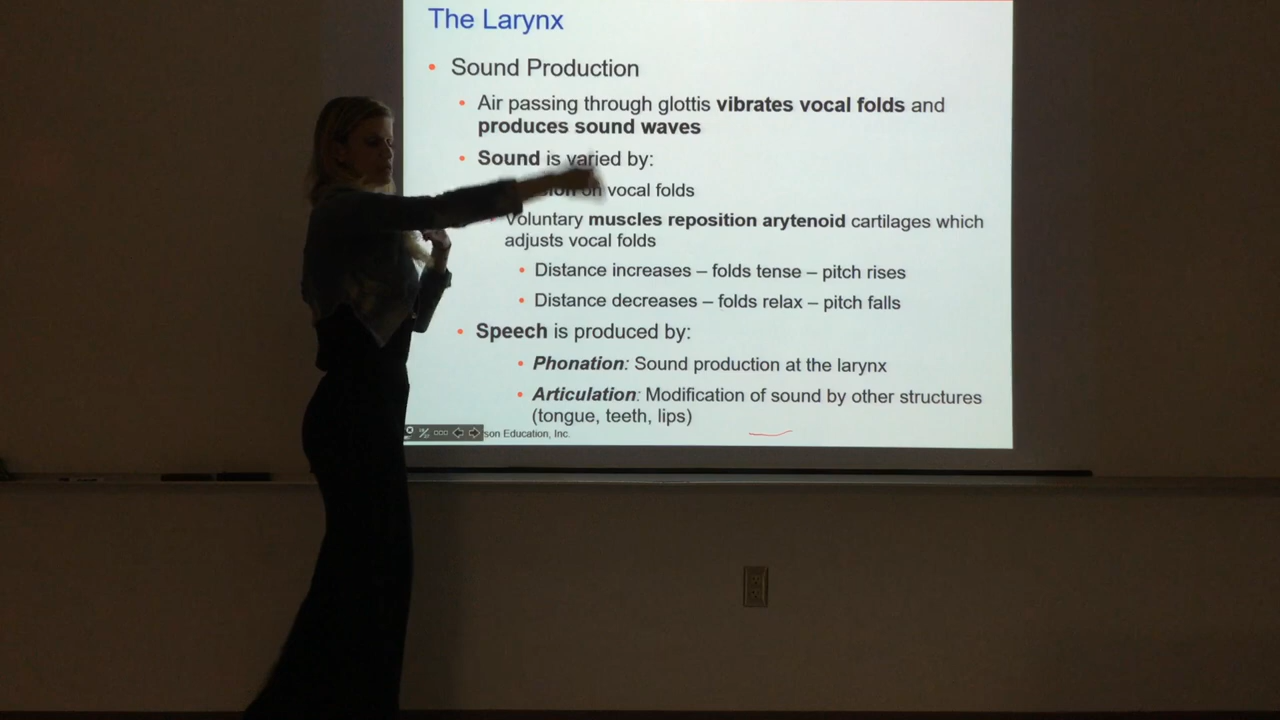 The Larynx
• Sound Production
• Air passing through glottis vibrates vocal folds and
produces sound waves
• Sound is varied by:
on vocal folds
Voluntary muscles reposition arytenoid cartilages which
adjusts vocal folds
• Distance increases – folds tense – pitch rises
• Distance decreases – folds relax – pitch falls
• Speech is produced by:
• Phonation: Sound production at the larynx
• Articulation: Modification of sound by other structures
(tongue, teeth, lips)
son Education, Inc.